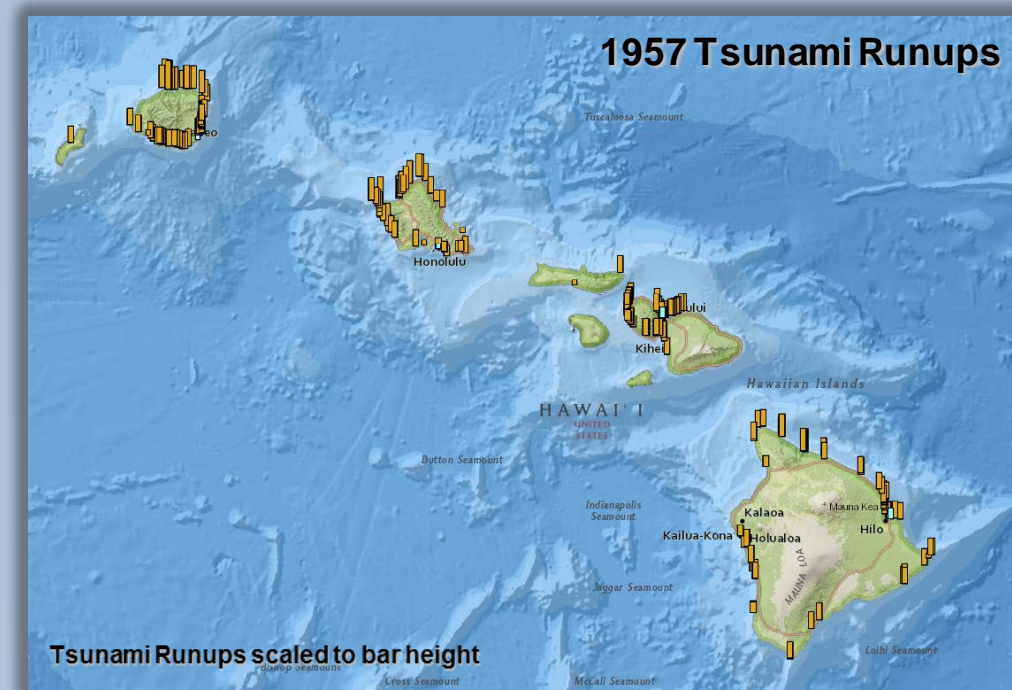 1957 Tsunami Runups
Tuscaloosa Seamount
Honolulu
Kihei
Hawaiian Islands
HAWAI'I
UNITED
STATES
Dutton Seamount
Indianapolis
Seamount
Mauna Kea
Kalaoa
Hilo
Kailua-Kona
Holualoa
MAUNA LOA
Jaggar Seamount
Tsunami Runups scaled to bar height
Loihi Seamount
Bishop Seamount
Cross Seamount
McCall Seamount